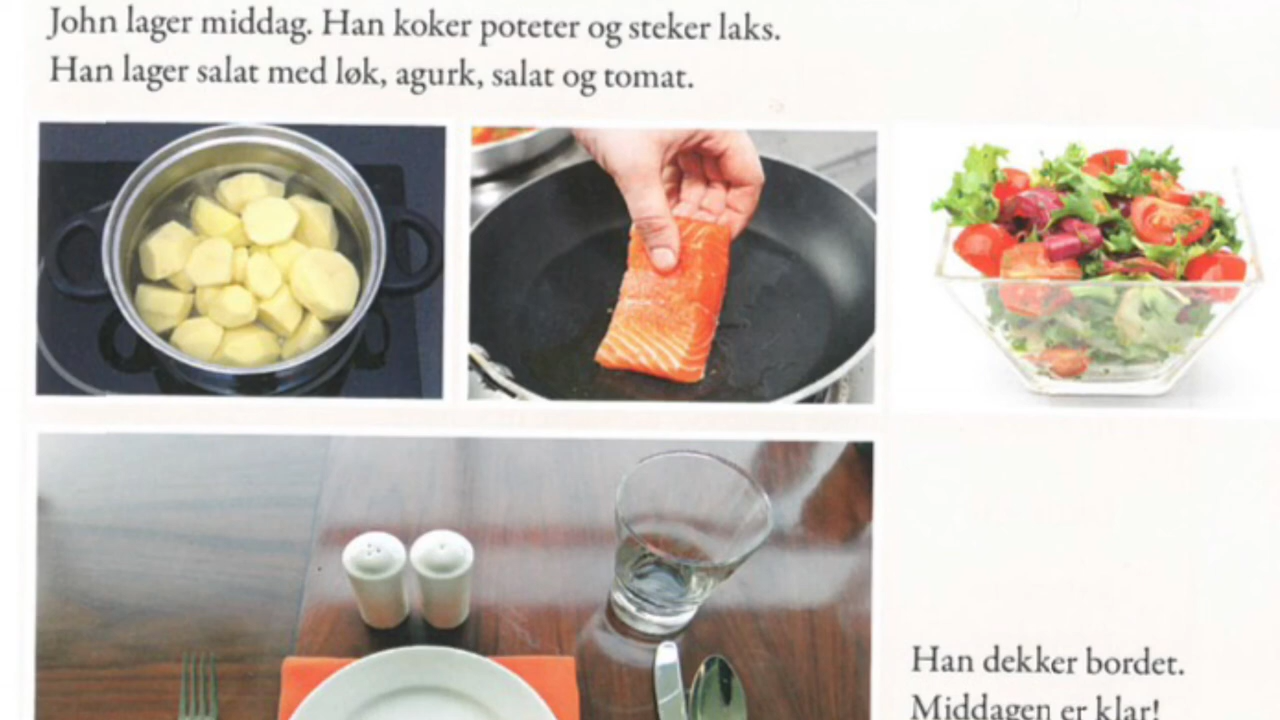 John lager middag. Han koker poteter og steker laks.
Han lager salat med løk, agurk, salat og tomat.
Han dekker bordet.
Middagen er klar!